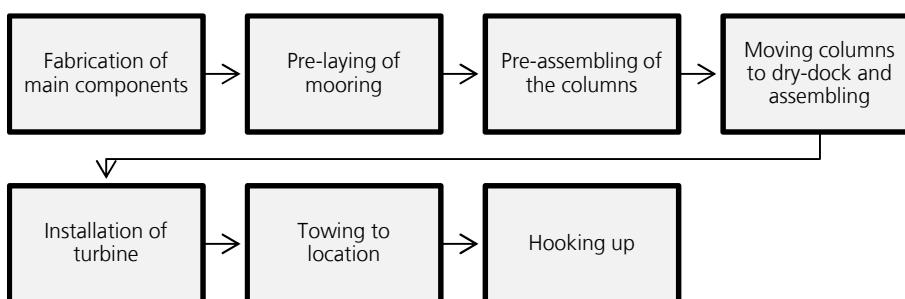 Fabrication of
main components
Pre-laying of
mooring
Pre-assembling of
the columns
Moving columns
to dry-dock and
assembling
Installation of
turbine
Towing to
location
Hooking up